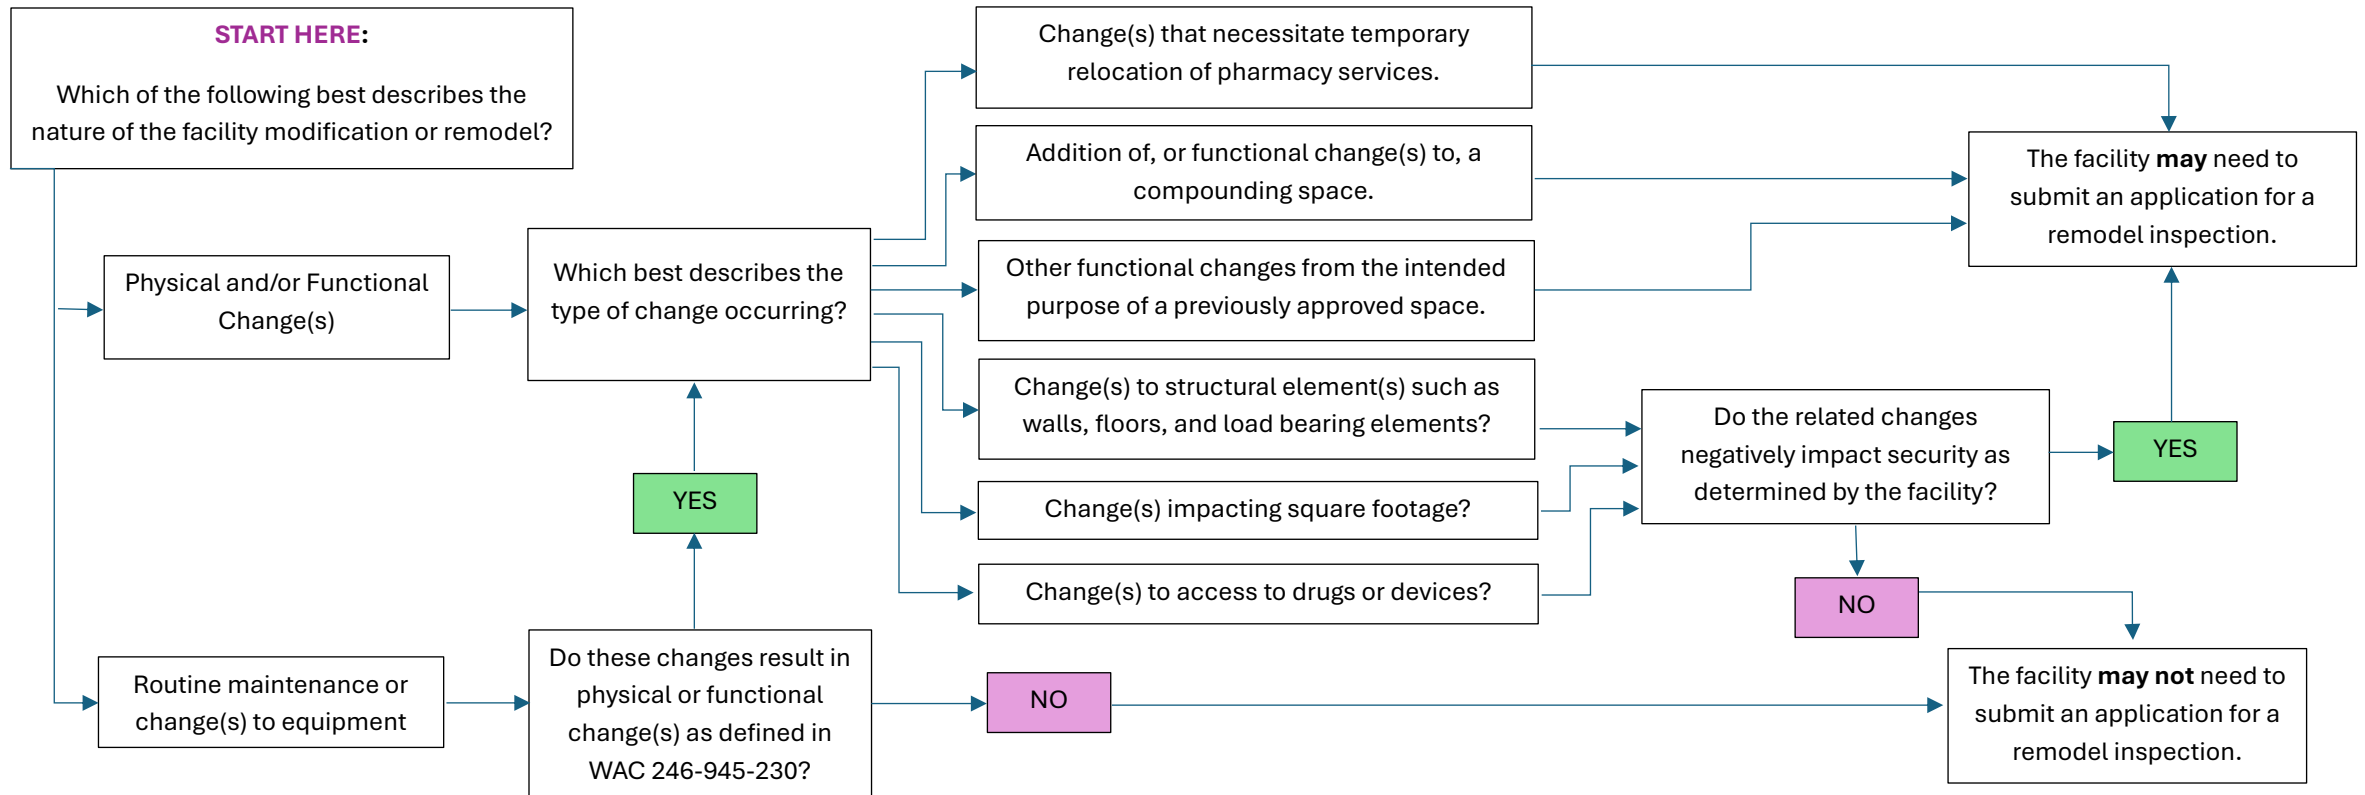 START HERE:
Which of the following best describes the
nature of the facility modification or remodel?
Physical and/or Functional
Change(s)
Routine maintenance or
change(s) to equipment
Which best describes the
type of change occurring?
YES
Do these changes result in
physical or functional
change(s) as defined in
WAC 246-945-230?
NO
Change(s) that necessitate temporary
relocation of pharmacy services.
Addition of, or functional change(s) to, a
compounding space.
Other functional changes from the intended
purpose of a previously approved space.
Change(s) to structural element(s) such as
walls, floors, and load bearing elements?
Change(s) impacting square footage?
Change(s) to access to drugs or devices?
Do the related changes
negatively impact security as
determined by the facility?
YES
NO
The facility may need to
submit an application for a
remodel inspection.
The facility may not need to
submit an application for a
remodel inspection.